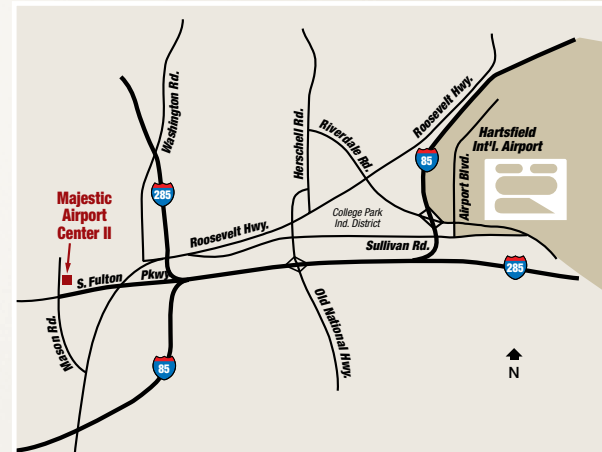 Washington Rd.
Herschell Rd.
Riverdale Rd.
Roosevelt Hwy.
Hartsfield
Int'l. Airport
Airport Blvd.
85
285
Majestic
Airport
Center II
College Park
Ind. District
Roosevelt Hwy.
Sullivan Rd.
S. Fulton Pkwy.
285
Old National Hwy.
Mason Rd.
85
N